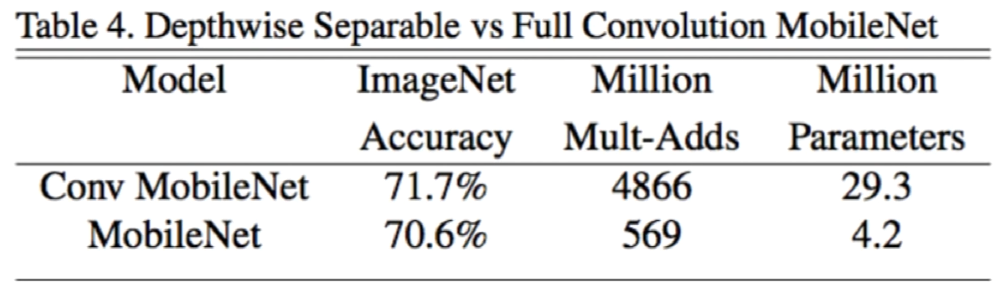 Table 4. Depthwise Separable vs Full Convolution MobileNet
Model ImageNet Million Million
Accuracy Mult-Adds Parameters
Conv MobileNet 71.7% 4866 29.3
MobileNet 70.6% 569 4.2